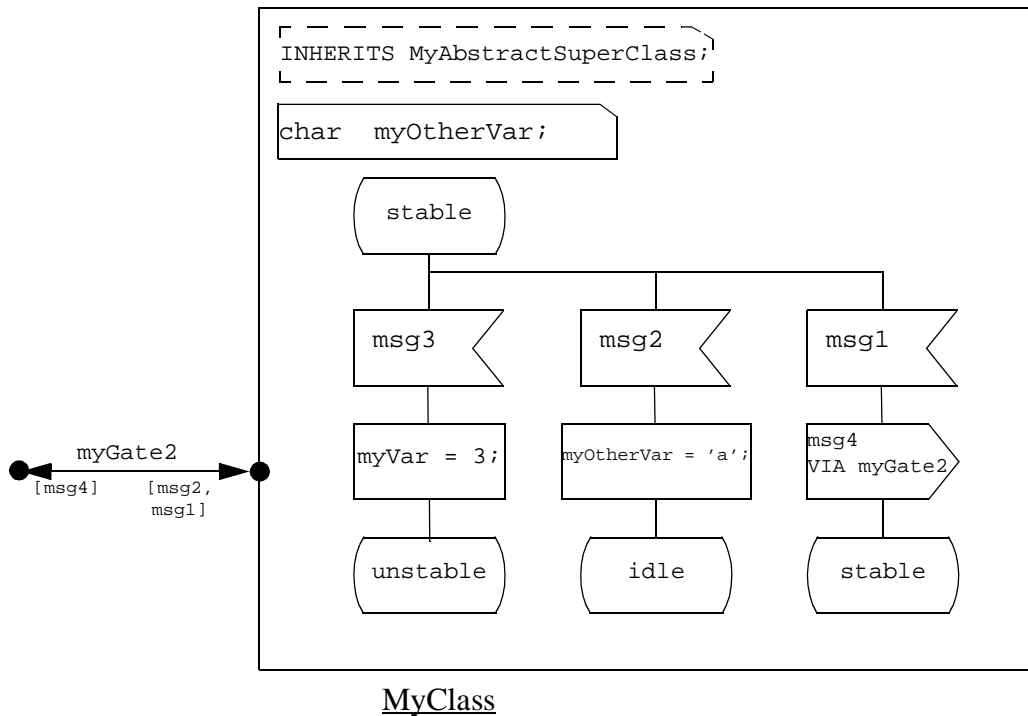 INHERITS MyAbstractSuperClass;
char myOtherVar;
stable
msg3
msg2
msg1
myGate2
[msg4]
[msg2,
msg1]
myVar = 3;
myOtherVar = 'a';
msg4
VIA myGate2
unstable
idle
stable
MyClass